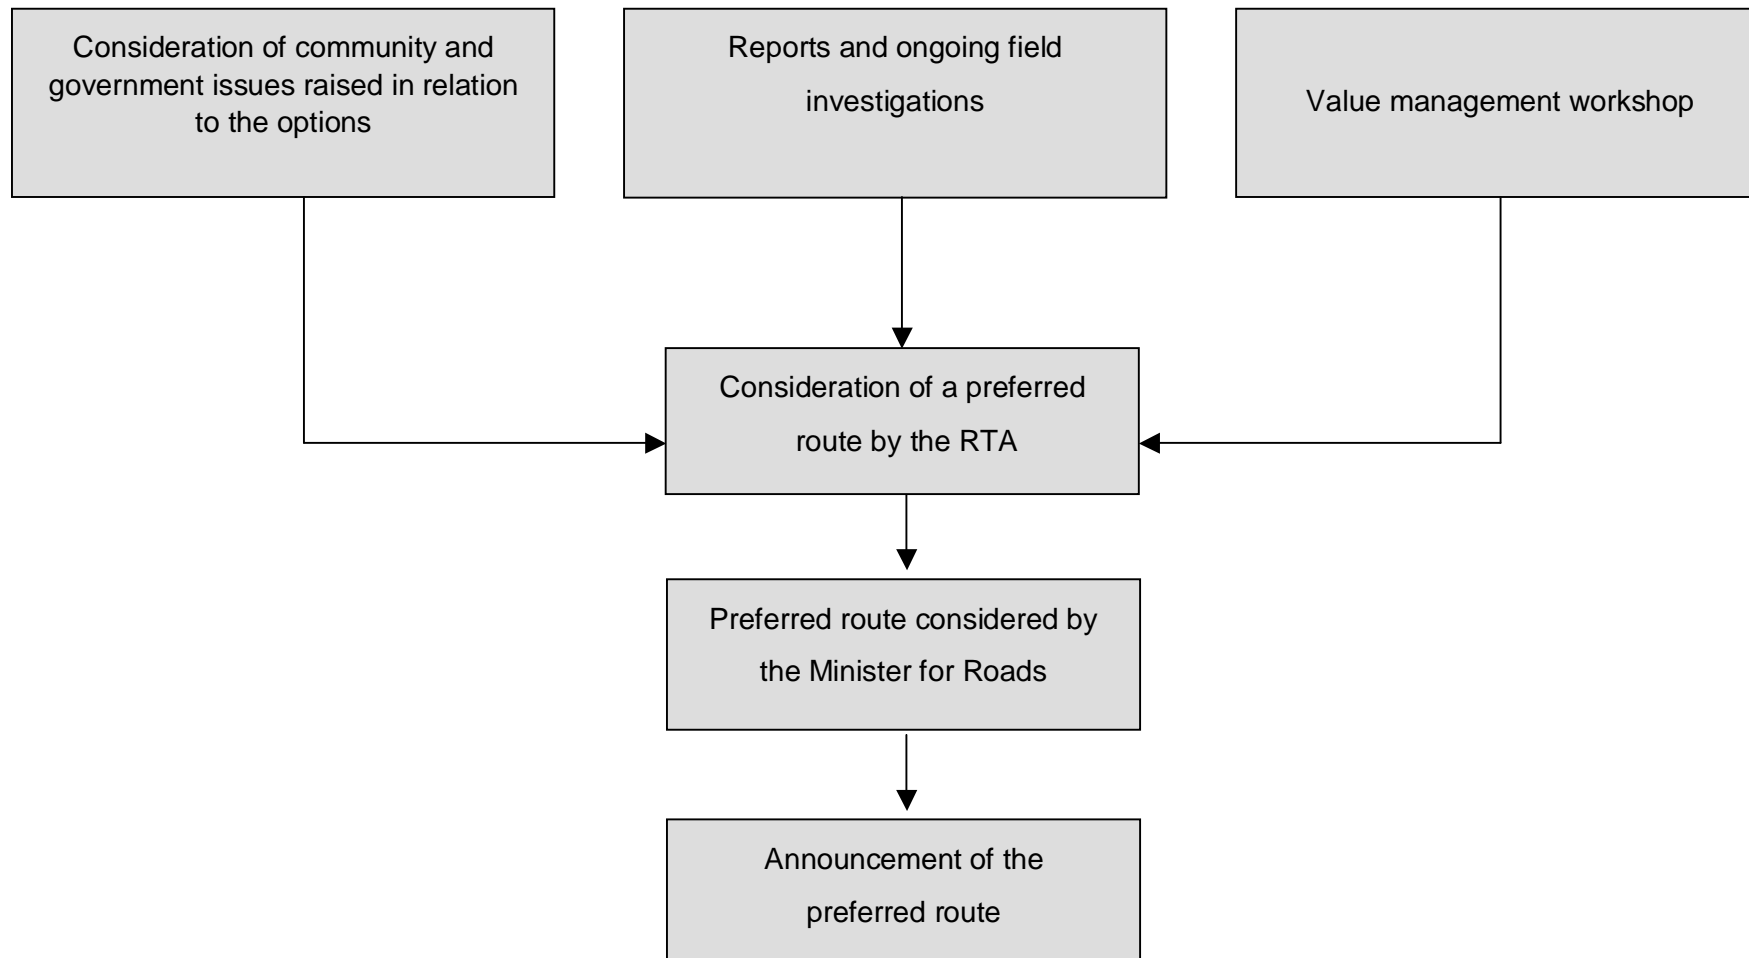 Consideration of community and
government issues raised in relation
to the options
Reports and ongoing field
investigations
Value management workshop
Consideration of a preferred
route by the RTA
Preferred route considered by
the Minister for Roads
Announcement of the
preferred route